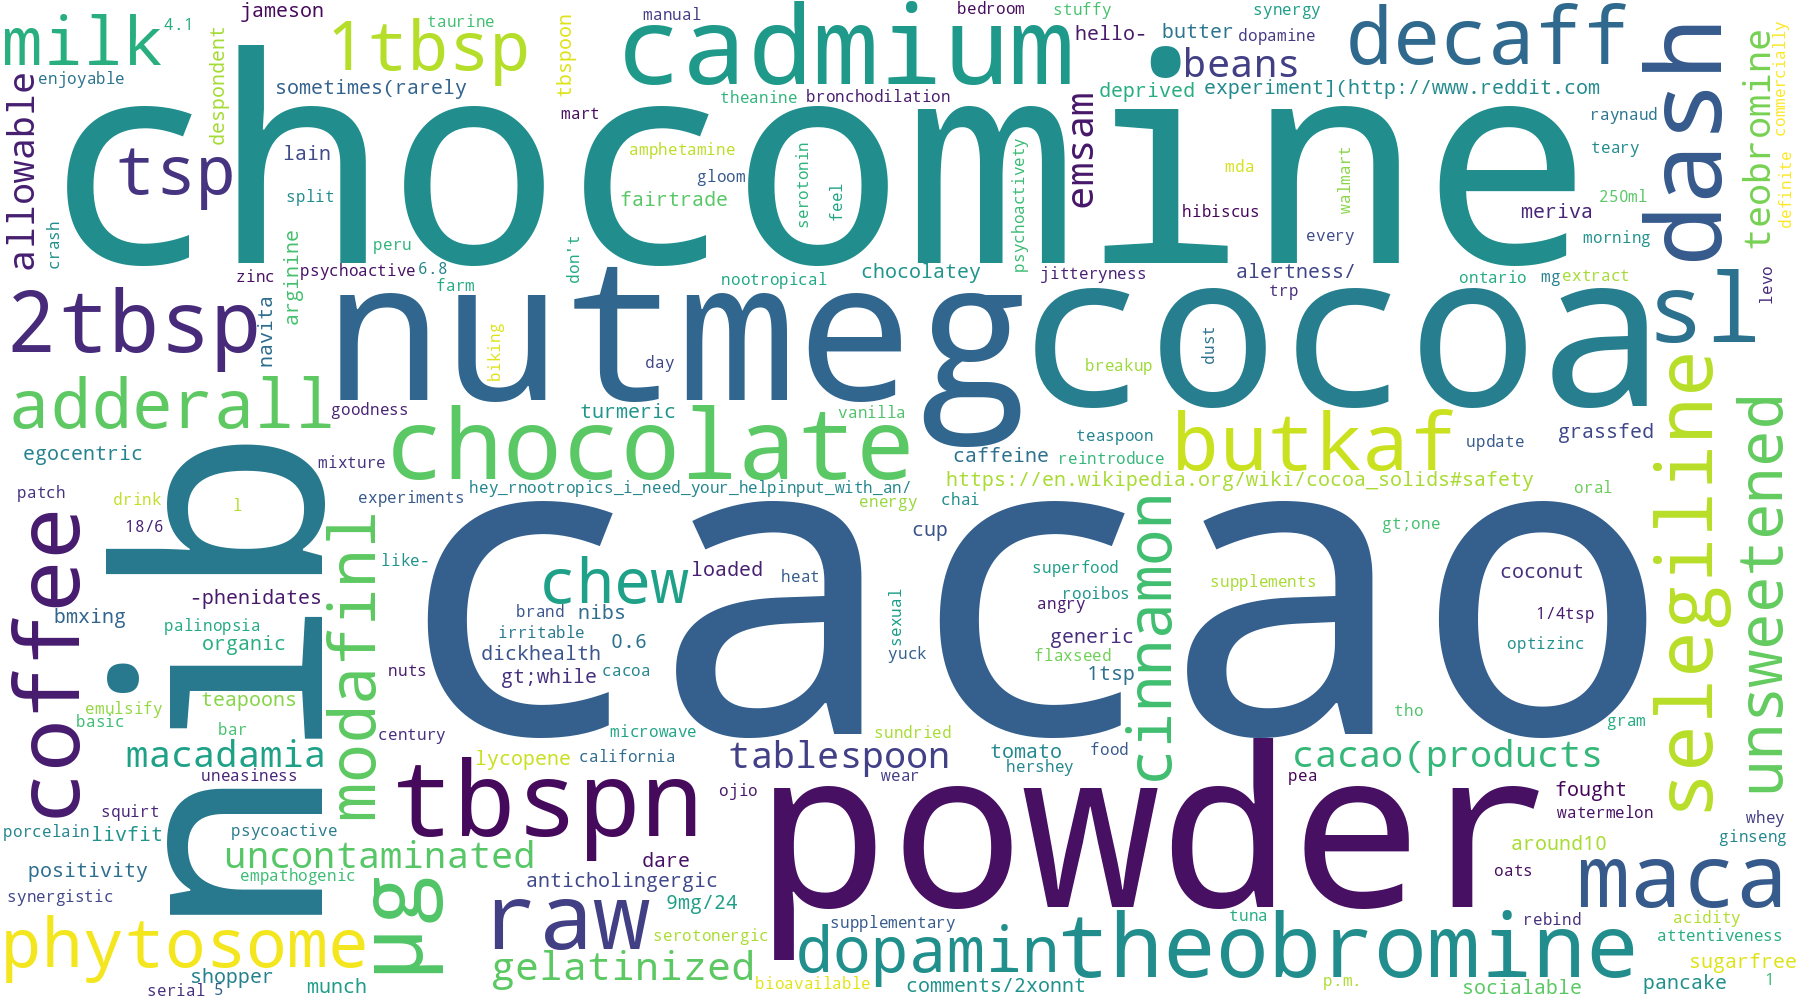 jameson
taurine
manual
bedroom
stuffy
synergy
milk
4.1
1tbsp
tbspoon
cadmium
hello-
butter
dopamine
decaff
dash
teobromine
commercially
enjoyable
despondent
sometimes(rarely
theanine
bronchodilation
beans
deprived
experiment](http://www.reddit.com
allowable
chocomine
mart
emsam
raynaud
tsp
lain
amphetamine
gloom
serotonin
feel
psychoactivety
mda
walmart
teary
definite
split
fairtrade
hibiscus
meriva
250ml
crash
arginine
peru
don't
every
morning
zinc
psychoactive
6.8
farm
nootropical
chocolatey
jitteryness
alertness/
trp
ontario
mg
extract
levo
2tbsp
navita
nutmeg
cocoa
sl
biking
day
breakup
dust
adderall
goodness
turmeric
vanilla
chocolate
teaspoon
butkaf
update
grassfed
selegiline
unsweetened
egocentric
mixture
caffeine
reintroduce
patch
drink
l
experiments
hey_rnootropics_i_need_your_helpinput_with_an/
https://en.wikipedia.org/wiki/cocoa_solids#safety
oral
energy
chai
coffee
18/6
nib
modafinl
cacao
cup
cinnamon
gt;one
like-
chew
loaded
heat
superfood
supplements
coconut
-phenidates
rooibos
bmxing
brand
nibs
sexual
angry
1/4tsp
palinopsia
irritable
0.6
generic
organic
dickhealth
yuck
flaxseed
optizinc
nuts
gt;while
cacoa
1tsp
teapoons
emulsify
basic
bar
century
microwave
sundried
tho
gram
macadamia
lycopene
california
tablespoon
tomato
food
cacao(products
hershey
uneasiness
tbspn
wear
pea
ojio
powder
fought
squirt
watermelon
whey
porcelain
livfit
psycoactive
ginseng
uncontaminated
dare
around10
positivity
empathogenic
anticholingergic
oats
maca
synergistic
µg
raw
9mg/24
supplementary
tuna
rebind
acidity
phytosome
serotonergic
dopamin
theobromine
attentiveness
shopper
gelatinized
sugarfree
serial
5
munch
bioavailable
comments/2xonnt
p.m.
socialable
pancake
1